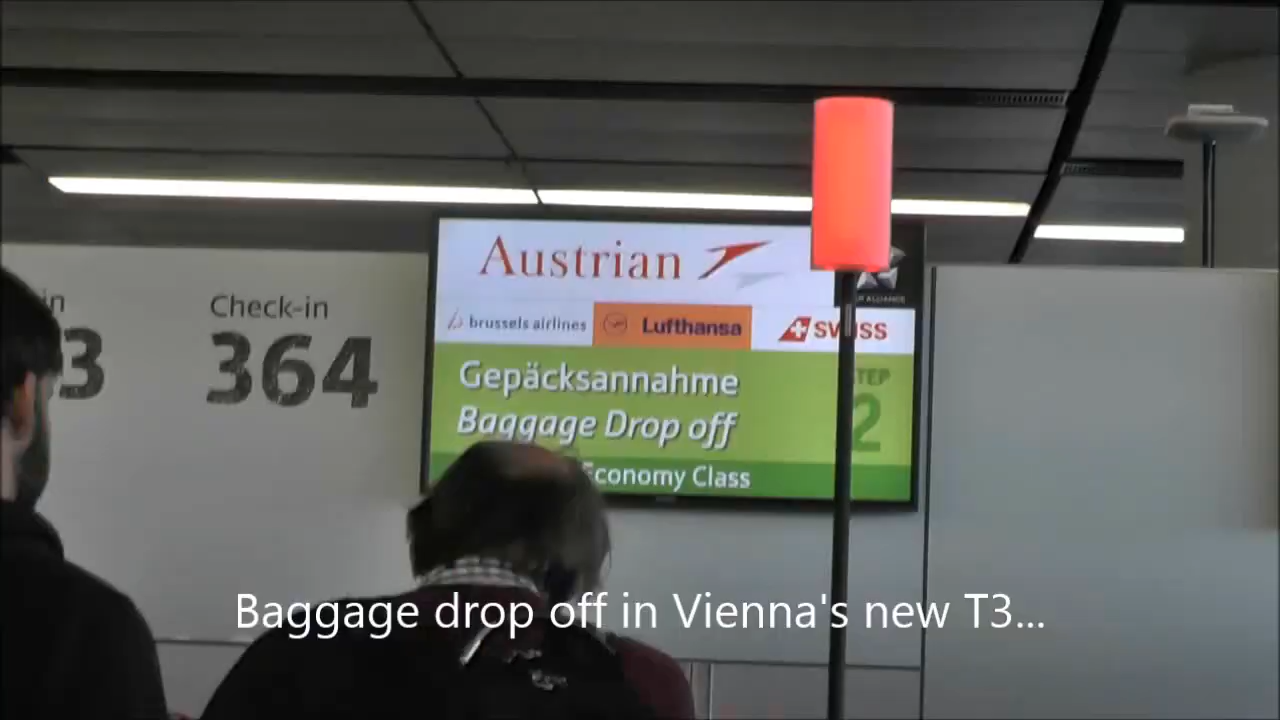 Check-in
3
364
Austrian
brussels airlines
Lufthansa
SWISS
Gepäcksannahme
2
Baggage Drop off
Economy Class
Baggage drop off in Vienna's new T3...